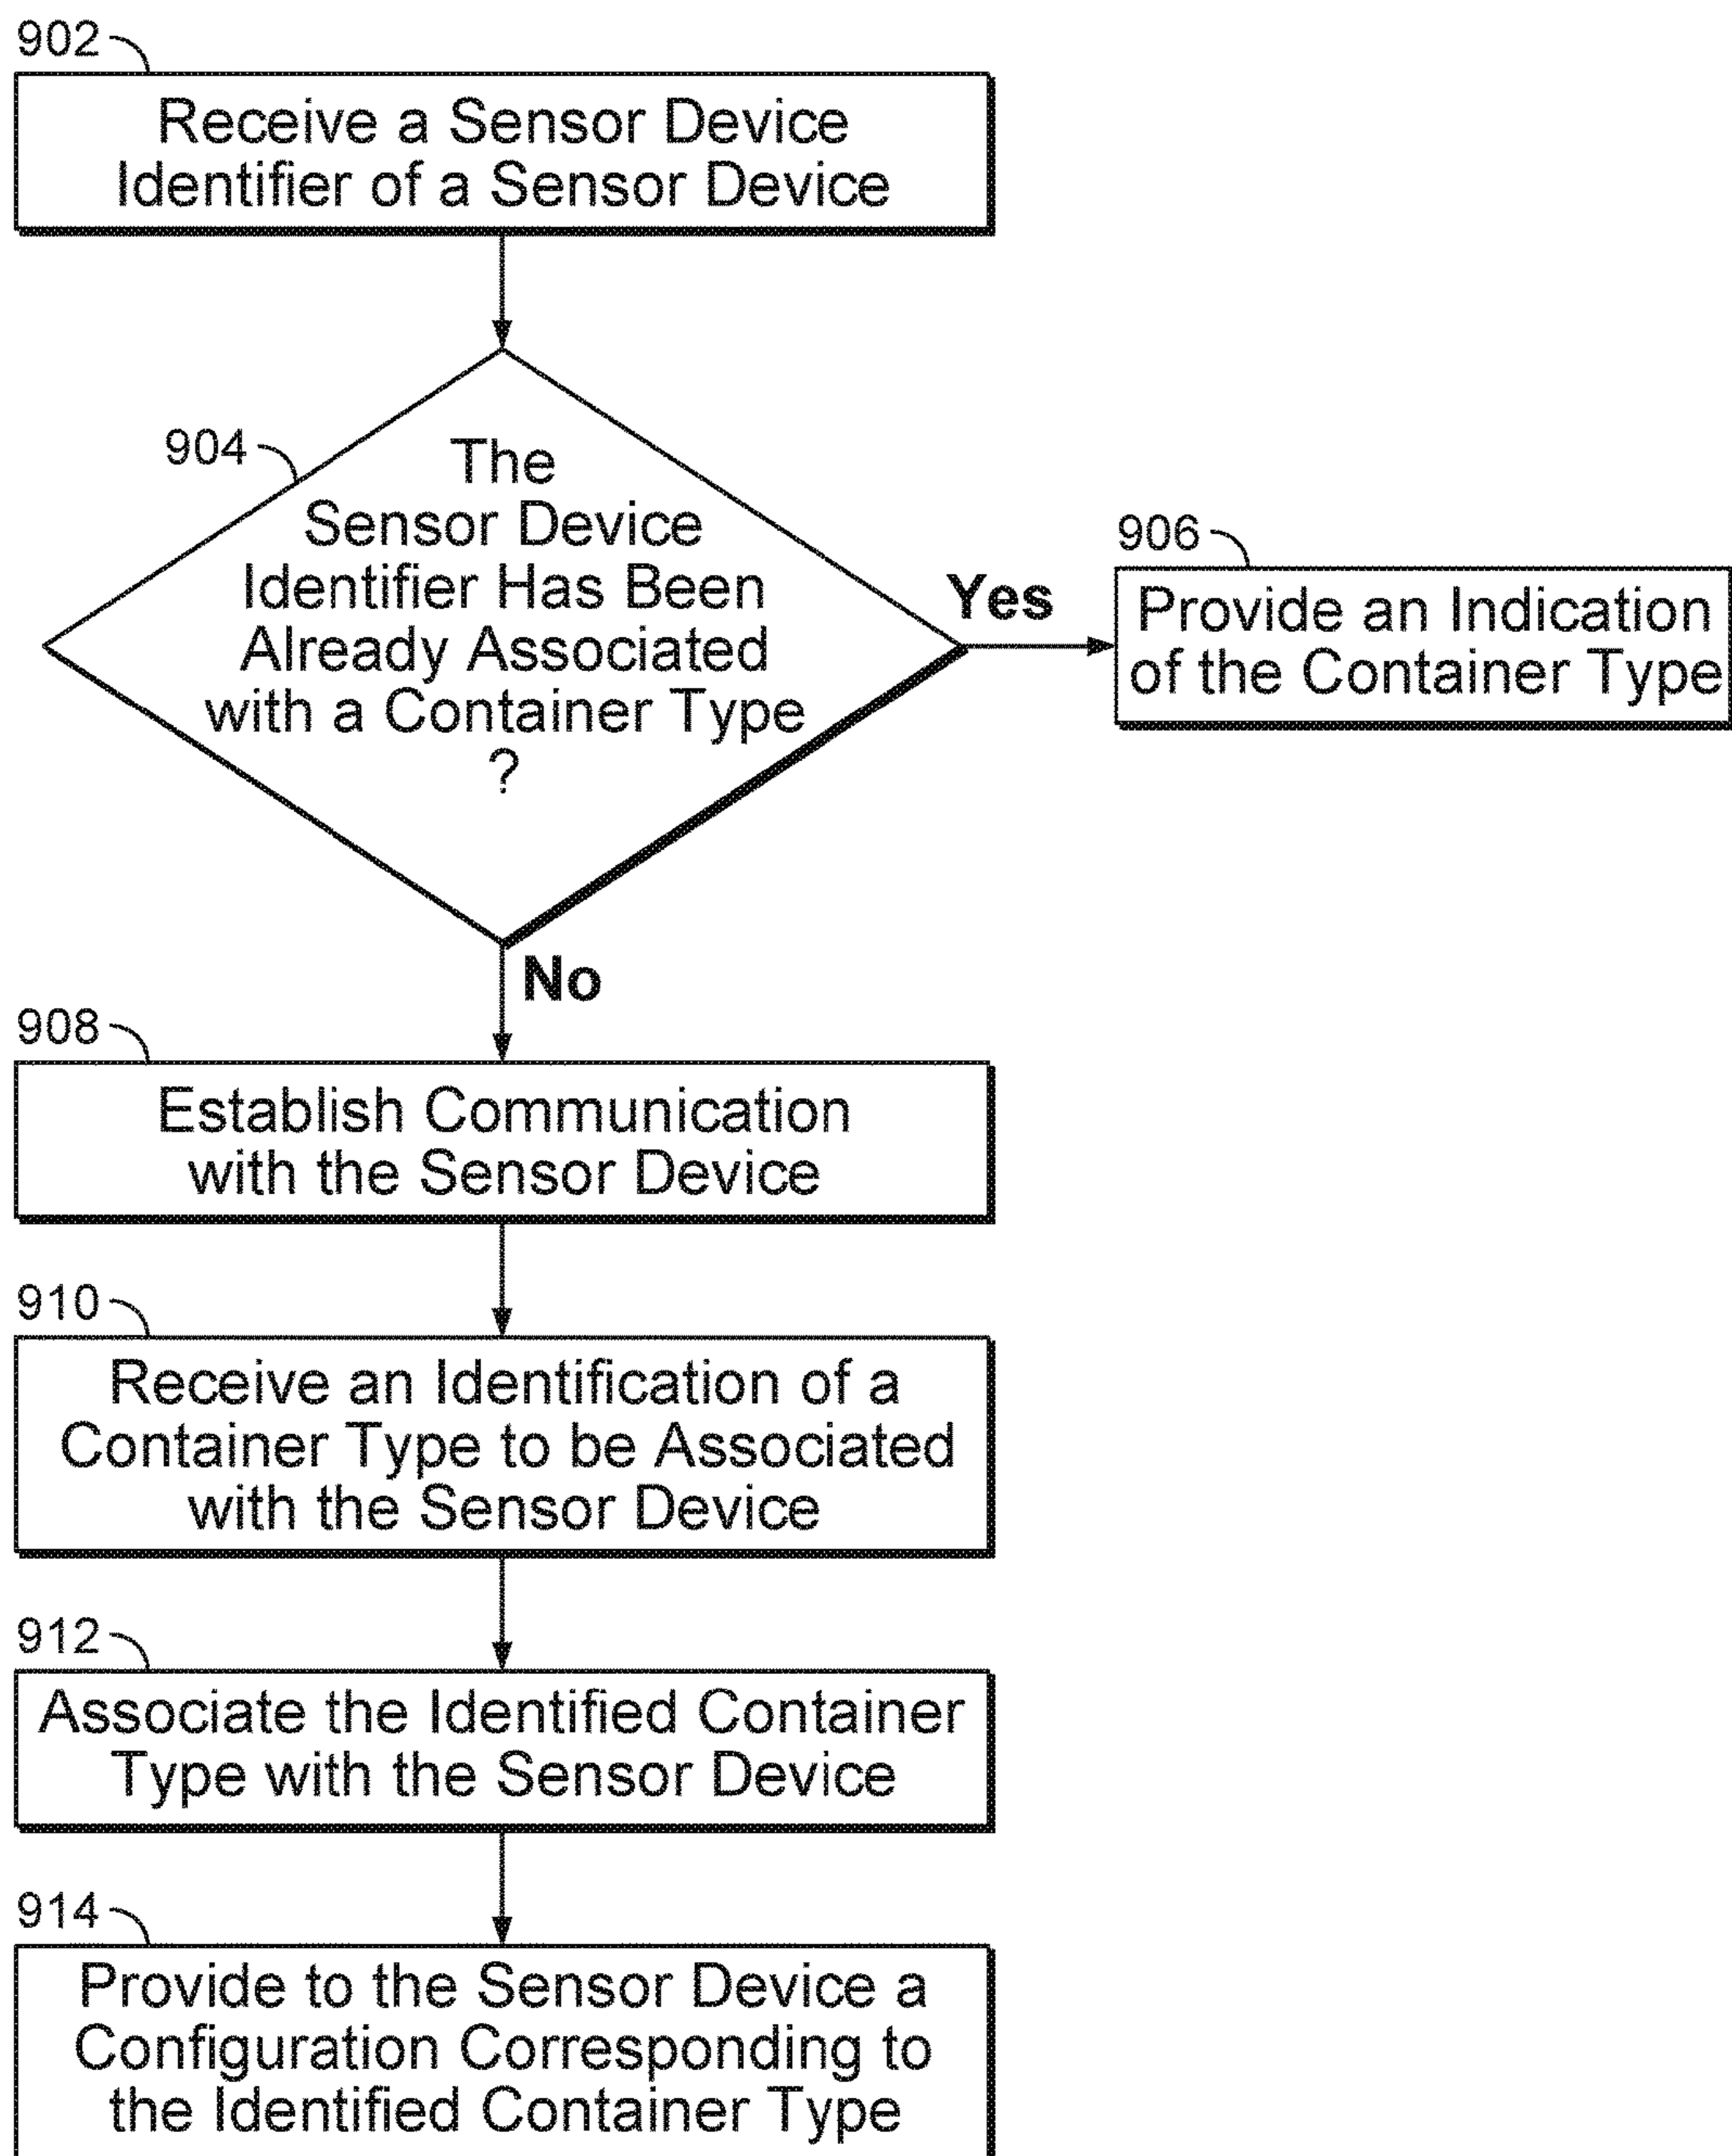 902
Receive a Sensor Device
Identifier of a Sensor Device
904
The
Sensor Device
Identifier Has Been
Already Associated
with a Container Type
?
Yes
906
Provide an Indication
of the Container Type
No
908
Establish Communication
with the Sensor Device
910
Receive an Identification of a
Container Type to be Associated
with the Sensor Device
912
Associate the Identified Container
Type with the Sensor Device
914
Provide to the Sensor Device a
Configuration Corresponding to
the Identified Container Type